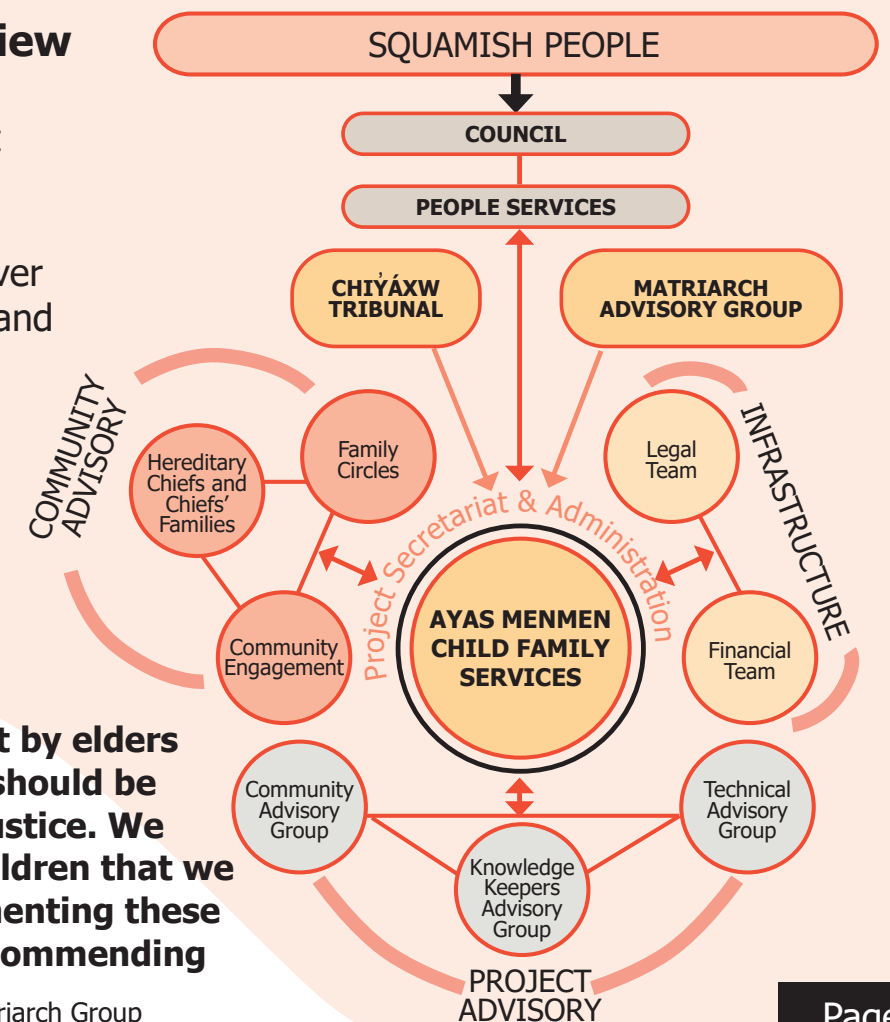 iew
ver
and
SQUAMISH PEOPLE
COUNCIL
PEOPLE SERVICES
CHIY̓ÁXW
TRIBUNAL
MATRIARCH
ADVISORY GROUP
COMMUNITY
ADVISORY
Hereditary
Chiefs and
Chiefs’
Families
Family
Circles
Community
Engagement
Project Secretariat & Administration
AYAS MENMEN
CHILD FAMILY
SERVICES
Legal
Team
Financial
Team
INFRASTRUCTURE
Community
Advisory
Group
Knowledge
Keepers
Advisory
Group
Technical
Advisory
Group
PROJECT
ADVISORY
t by elders
should be
ustice. We
ildren that we
nenting these
commending
riarch Group
Page